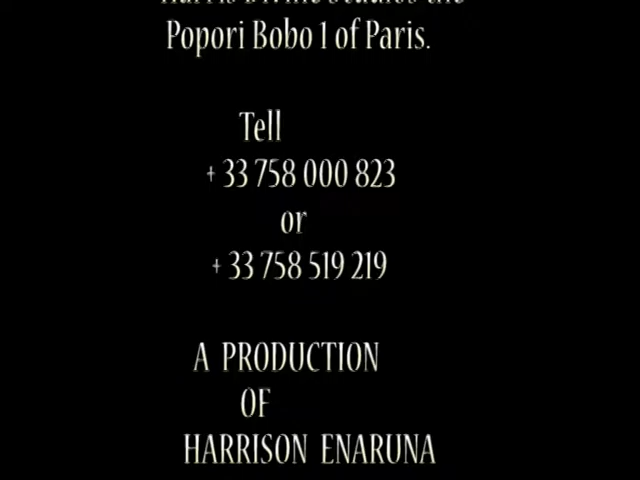 Popori Bobo 1 of Paris.
Tell
+ 33 758 000 823
or
+ 33 758 519 219
A PRODUCTION
OF
HARRISON ENARUNA